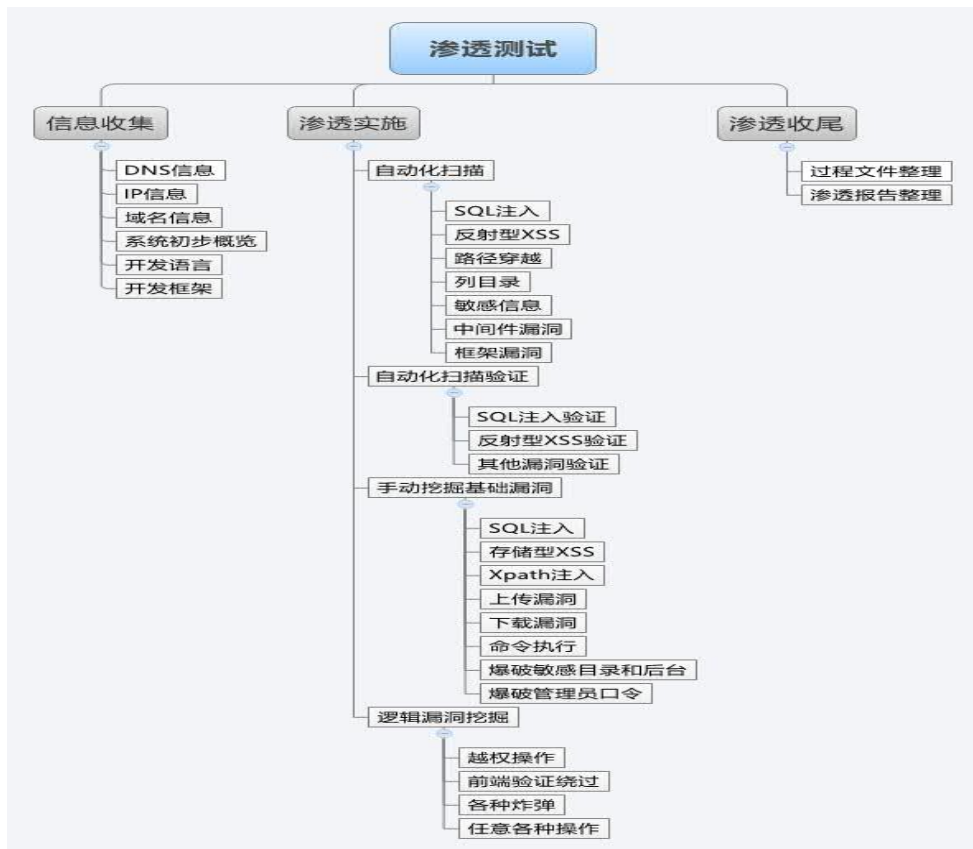 渗透测试
信息收集
渗透实施
渗透收尾
DNS信息
IP信息
域名信息
系统初步概览
开发语言
开发框架
自动化扫描
SQL注入
反射型XSS
路径穿越
列目录
敏感信息
中间件漏洞
框架漏洞
自动化扫描验证
SQL注入验证
反射型XSS验证
其他漏洞验证
手动挖掘基础漏洞
SQL注入
存储型XSS
Xpath注入
上传漏洞
下载漏洞
命令执行
爆破敏感目录和后台
爆破管理员口令
逻辑漏洞挖掘
越权操作
前端验证绕过
各种炸弹
任意各种操作
过程文件整理
渗透报告整理